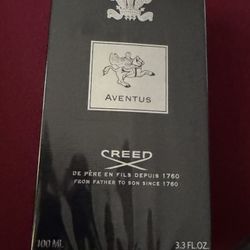 AVENTUS
CREED
DE PÈRE EN FILS DEPUIS 1760
FROM FATHER TO SON SINCE 1760
100 ML 3.3 FL.OZ.